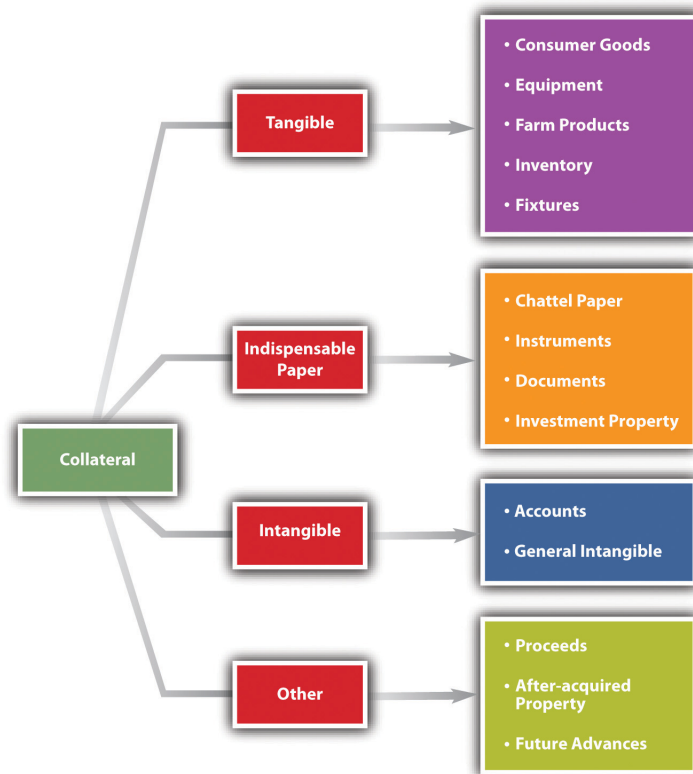 Collateral
Tangible
• Consumer Goods
• Equipment
• Farm Products
• Inventory
• Fixtures
Indispensable
Paper
• Chattel Paper
• Instruments
• Documents
• Investment Property
Intangible
• Accounts
• General Intangible
Other
• Proceeds
• After-acquired
Property
• Future Advances